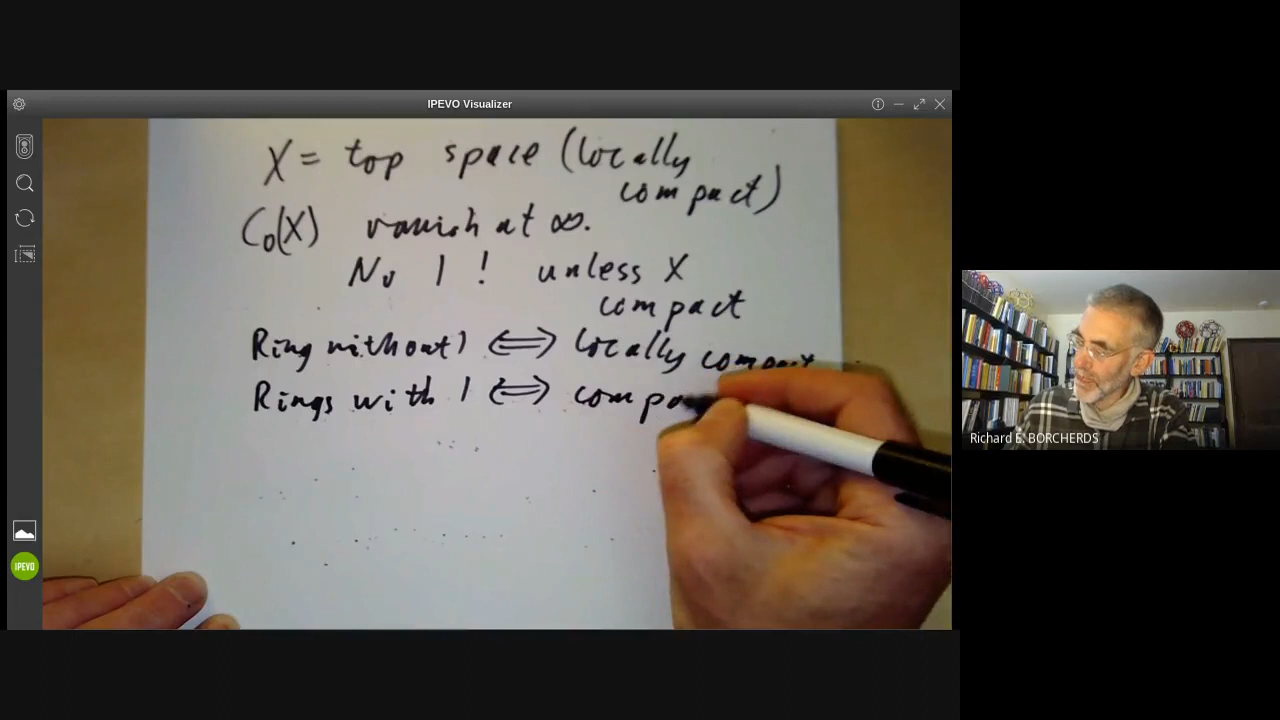 IPEVO Visualizer
X = top space (locally
compact)
C₀(X) vanish at ∞.
No 1 ! unless X
compact
Ring without 1 ⇔ locally compact
Rings with 1 ⇔ compa
IPEVO
Richard E. BORCHERDS